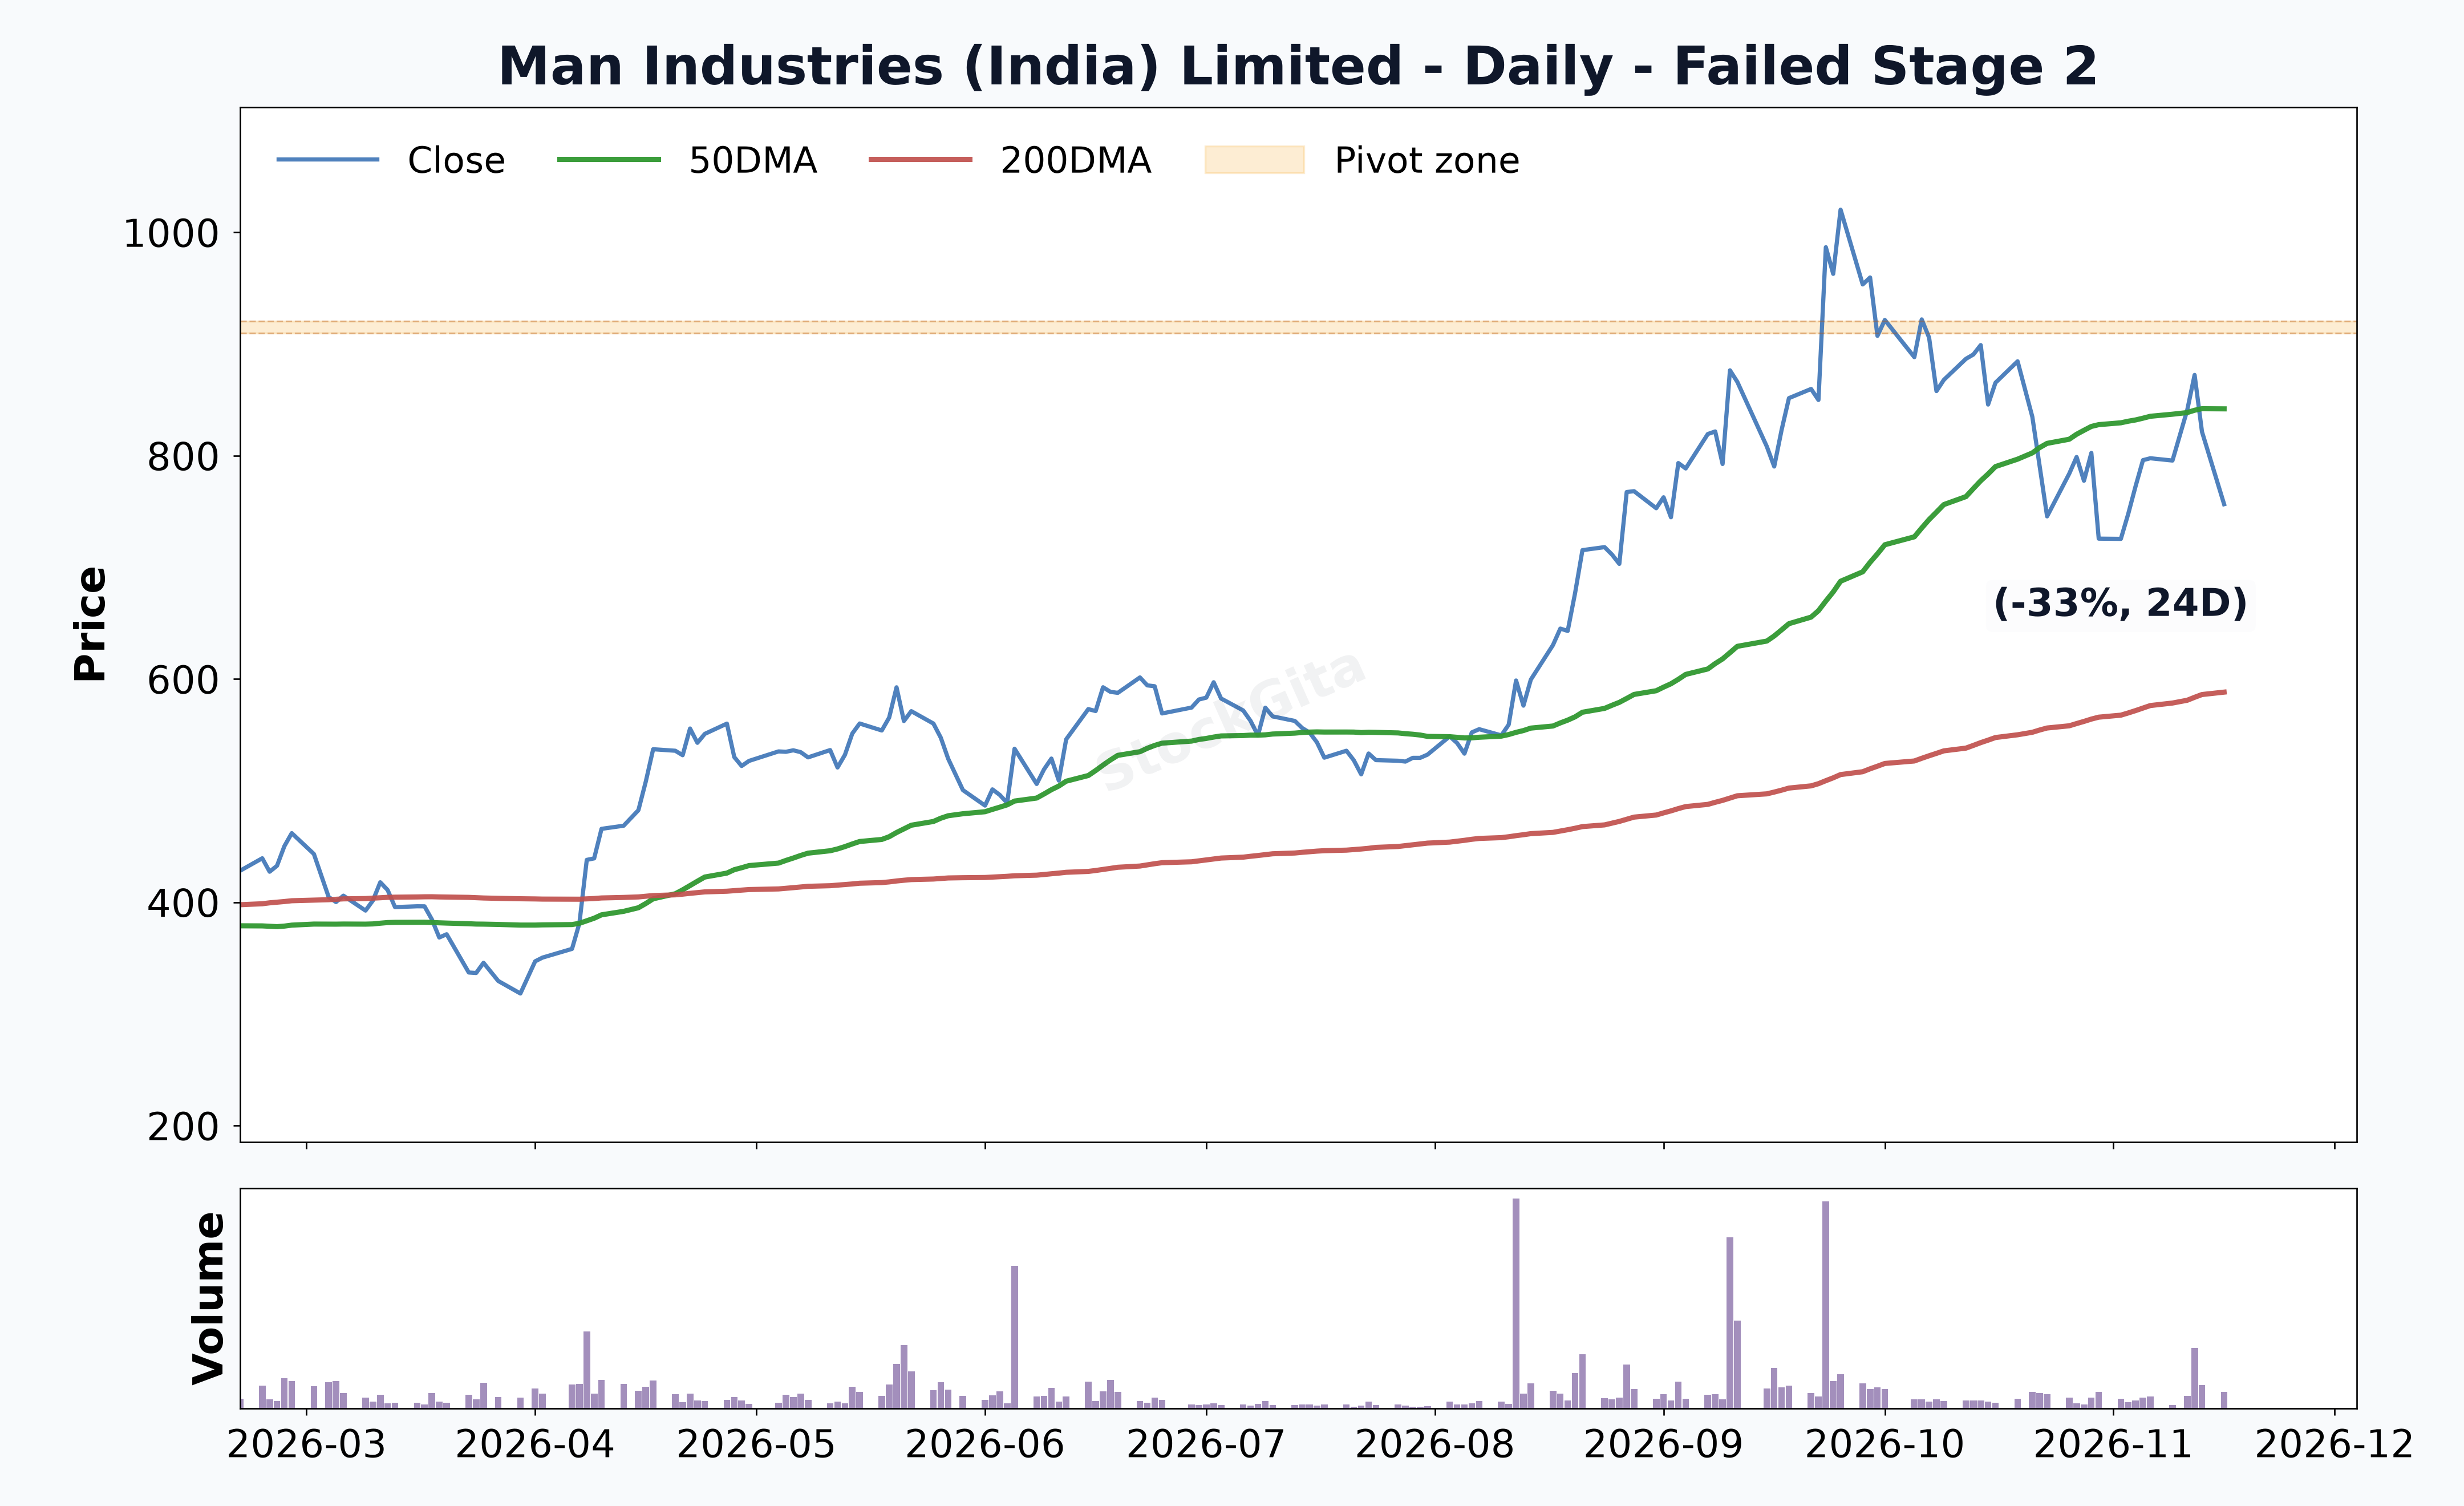 Man Industries (India) Limited - Daily - Failed Stage 2
Close 50DMA 200DMA Pivot zone
1000
800
600
400
200
Price
(-33%, 24D)
StockGita
Volume
2026-03 2026-04 2026-05 2026-06 2026-07 2026-08 2026-09 2026-10 2026-11 2026-12